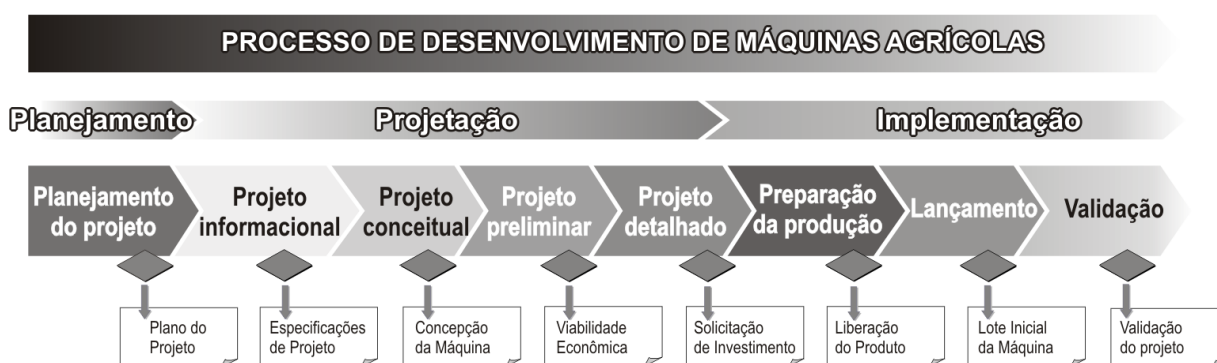 PROCESSO DE DESENVOLVIMENTO DE MÁQUINAS AGRÍCOLAS
Planejamento
Projetação
Implementação
Planejamento
do projeto
Projeto
informacional
Projeto
conceitual
Projeto
preliminar
Projeto
detalhado
Preparação
da produção
Lançamento
Validação
Plano do
Projeto
Especificações
de Projeto
Concepção
da Máquina
Viabilidade
Econômica
Solicitação
de Investimento
Liberação
do Produto
Lote Inicial
da Máquina
Validação
do projeto